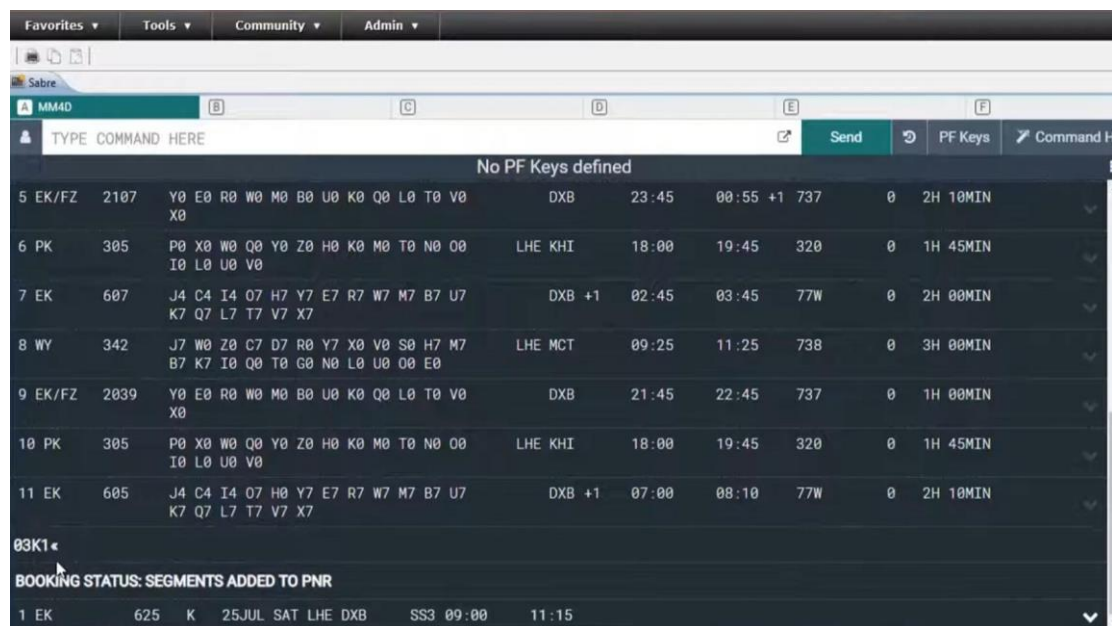 Favorites ▼ Tools ▼ Community ▼ Admin ▼
Sabre
A MM4D B C D E F
TYPE COMMAND HERE Send PF Keys Command H
No PF Keys defined
5 EK/FZ 2107 Y0 E0 R0 W0 M0 B0 U0 K0 Q0 L0 T0 V0 DXB 23:45 00:55 +1 737 0 2H 10MIN
X0
6 PK 305 P0 X0 W0 Q0 Y0 Z0 H0 K0 M0 T0 N0 O0 LHE KHI 18:00 19:45 320 0 1H 45MIN
I0 L0 U0 V0
7 EK 607 J4 C4 I4 O7 H7 Y7 E7 R7 W7 M7 B7 U7 DXB +1 02:45 03:45 77W 0 2H 00MIN
K7 Q7 L7 T7 V7 X7
8 WY 342 J7 W0 Z0 C7 D7 R0 Y7 X0 V0 S0 H7 M7 LHE MCT 09:25 11:25 738 0 3H 00MIN
B7 K7 I0 Q0 T0 G0 N0 L0 U0 O0 E0
9 EK/FZ 2039 Y0 E0 R0 W0 M0 B0 U0 K0 Q0 L0 T0 V0 DXB 21:45 22:45 737 0 1H 00MIN
X0
10 PK 305 P0 X0 W0 Q0 Y0 Z0 H0 K0 M0 T0 N0 O0 LHE KHI 18:00 19:45 320 0 1H 45MIN
I0 L0 U0 V0
11 EK 605 J4 C4 I4 O7 H0 Y7 E7 R7 W7 M7 B7 U7 DXB +1 07:00 08:10 77W 0 2H 10MIN
K7 Q7 L7 T7 V7 X7
03K1«
BOOKING STATUS: SEGMENTS ADDED TO PNR
1 EK 625 K 25JUL SAT LHE DXB SS3 09:00 11:15